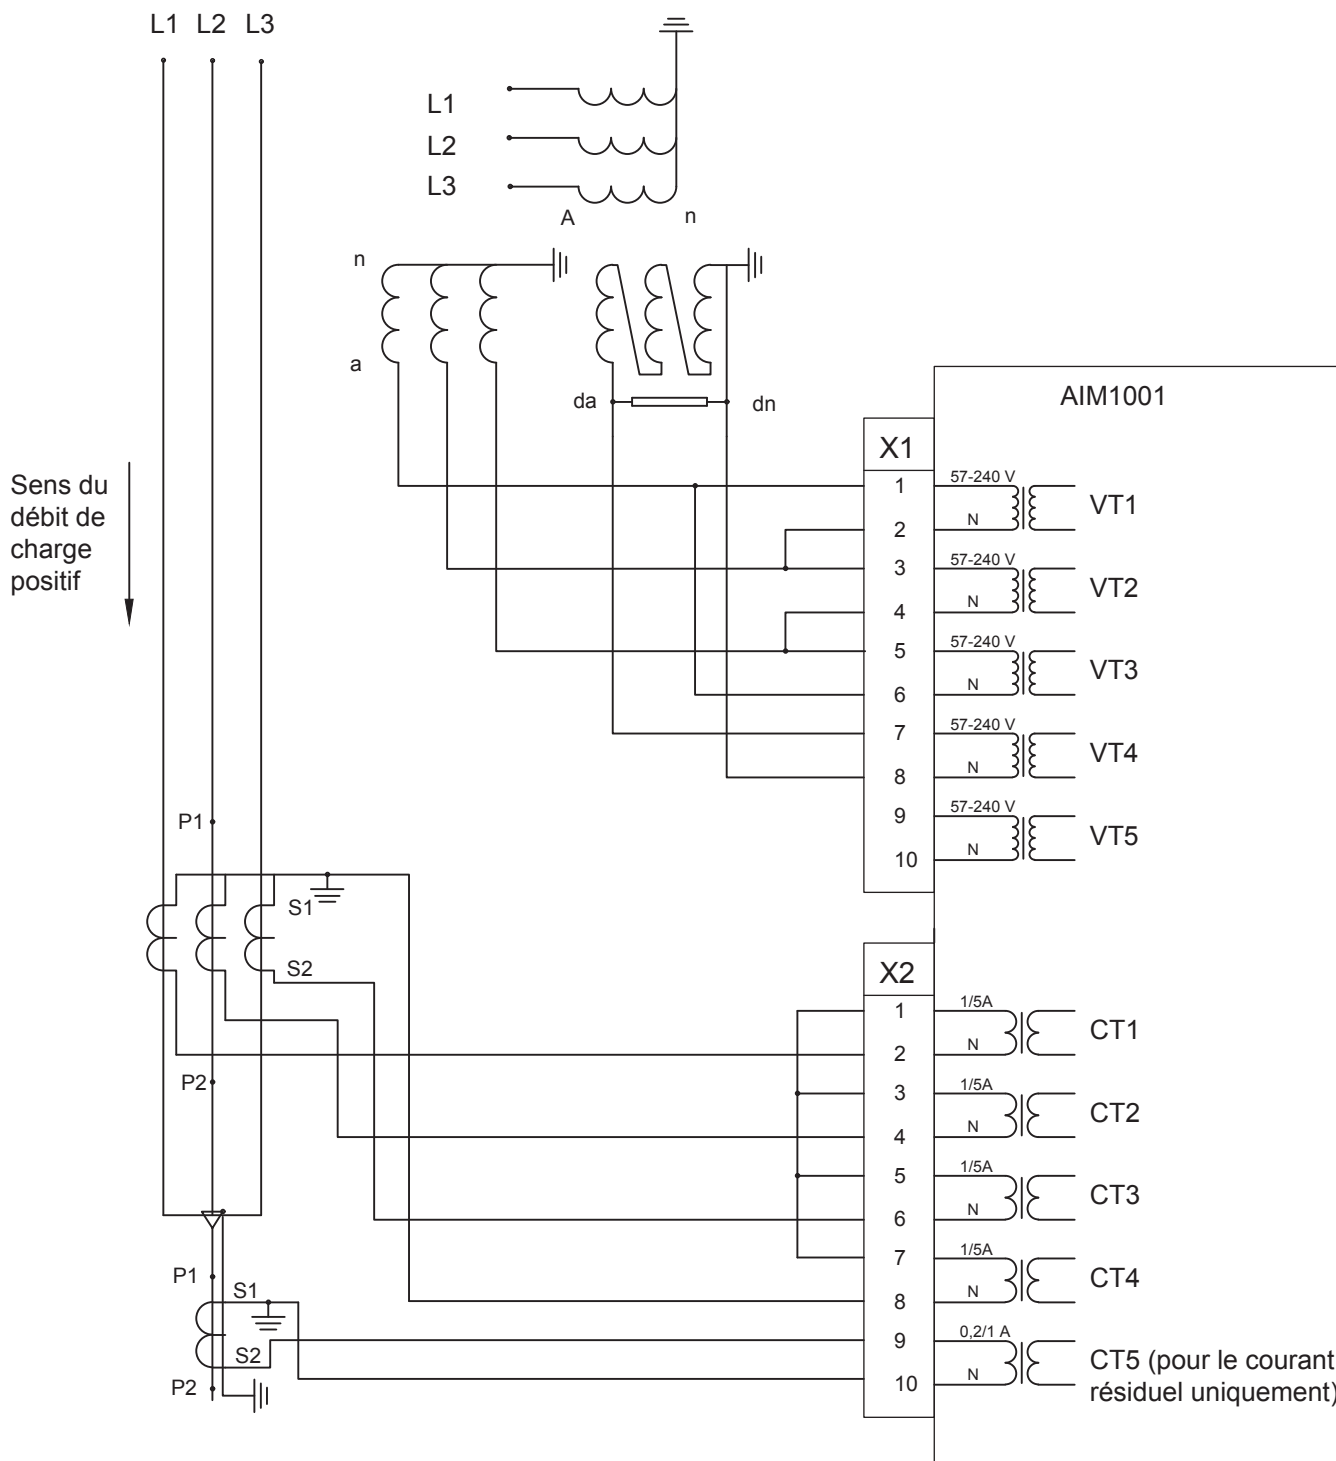 L1 L2 L3
L1
L2
L3
A n
n
a
da dn
AIM1001
Sens du
débit de
charge
positif
X1
1 57-240 V
VT1
2 N
3 57-240 V
VT2
4 N
5 57-240 V
VT3
6 N
7 57-240 V
VT4
8 N
9 57-240 V
VT5
10 N
P1
S1
S2
P2
X2
1 1/5A
CT1
2 N
3 1/5A
CT2
4 N
5 1/5A
CT3
6 N
7 1/5A
CT4
8 N
9 0,2/1 A
CT5 (pour le courant
résiduel uniquement)
10 N
P1
S1
S2
P2